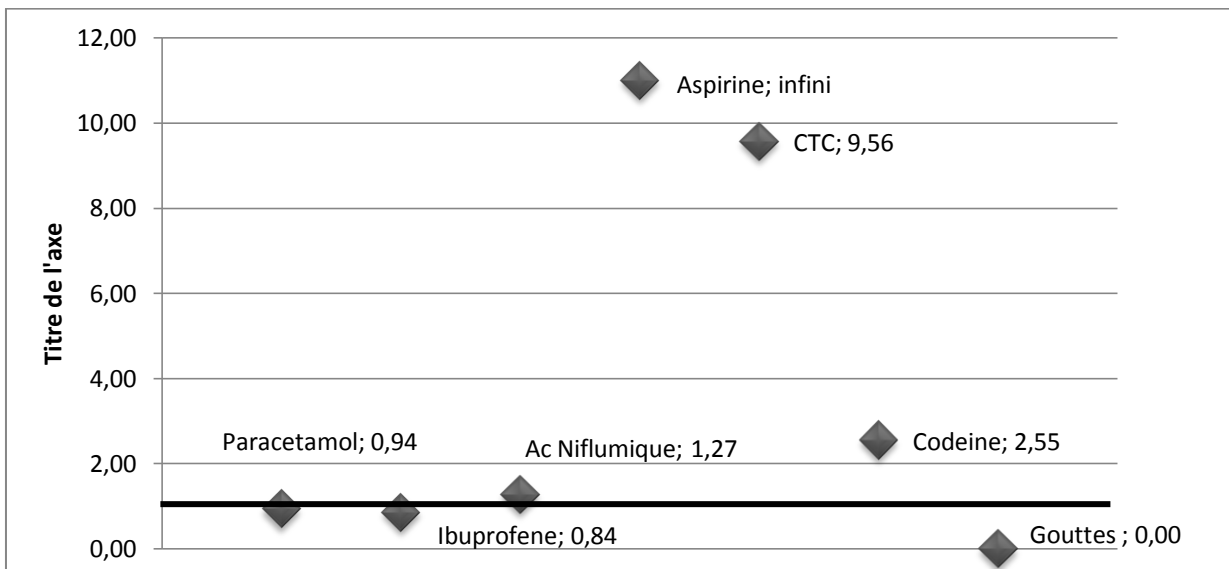 12,00
Aspirine; infini
10,00
CTC; 9,56
8,00
Titre de l'axe
6,00
4,00
Paracetamol; 0,94
Ac Niflumique; 1,27
Codeine; 2,55
2,00
Ibuprofene; 0,84
Gouttes ; 0,00
0,00